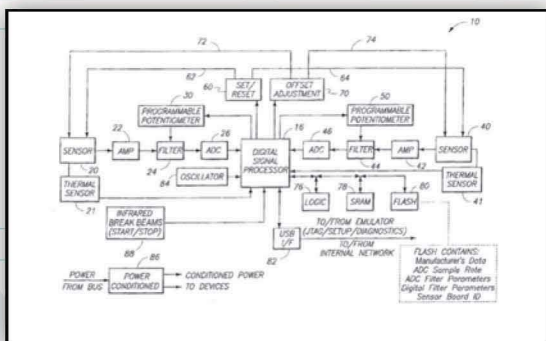 10
72
74
62
64
60
SET/
RESET
OFFSET
ADJUSTMENT
70
30
50
PROGRAMMABLE
POTENTIOMETER
PROGRAMMABLE
POTENTIOMETER
22
26
16
46
40
SENSOR
AMP
FILTER
ADC
DIGITAL
SIGNAL
PROCESSOR
ADC
FILTER
AMP
SENSOR
20
24
44
42
84
OSCILLATOR
THERMAL
SENSOR
21
THERMAL
SENSOR
41
76
78
80
LOGIC
SRAM
FLASH
INFRARED
BREAK BEAMS
(START/STOP)
88
USB
I/F
82
TO/FROM EMULATOR
(JTAG/SETUP/DIAGNOSTICS)
TO/FROM
INTERNAL NETWORK
86
POWER
FROM BUS
POWER
CONDITIONED
CONDITIONED POWER
TO DEVICES
FLASH CONTAINS:
Manufacturer's Data
ADC Sample Rate
ADC Filter Parameters
Digital Filter Parameters
Sensor Board ID